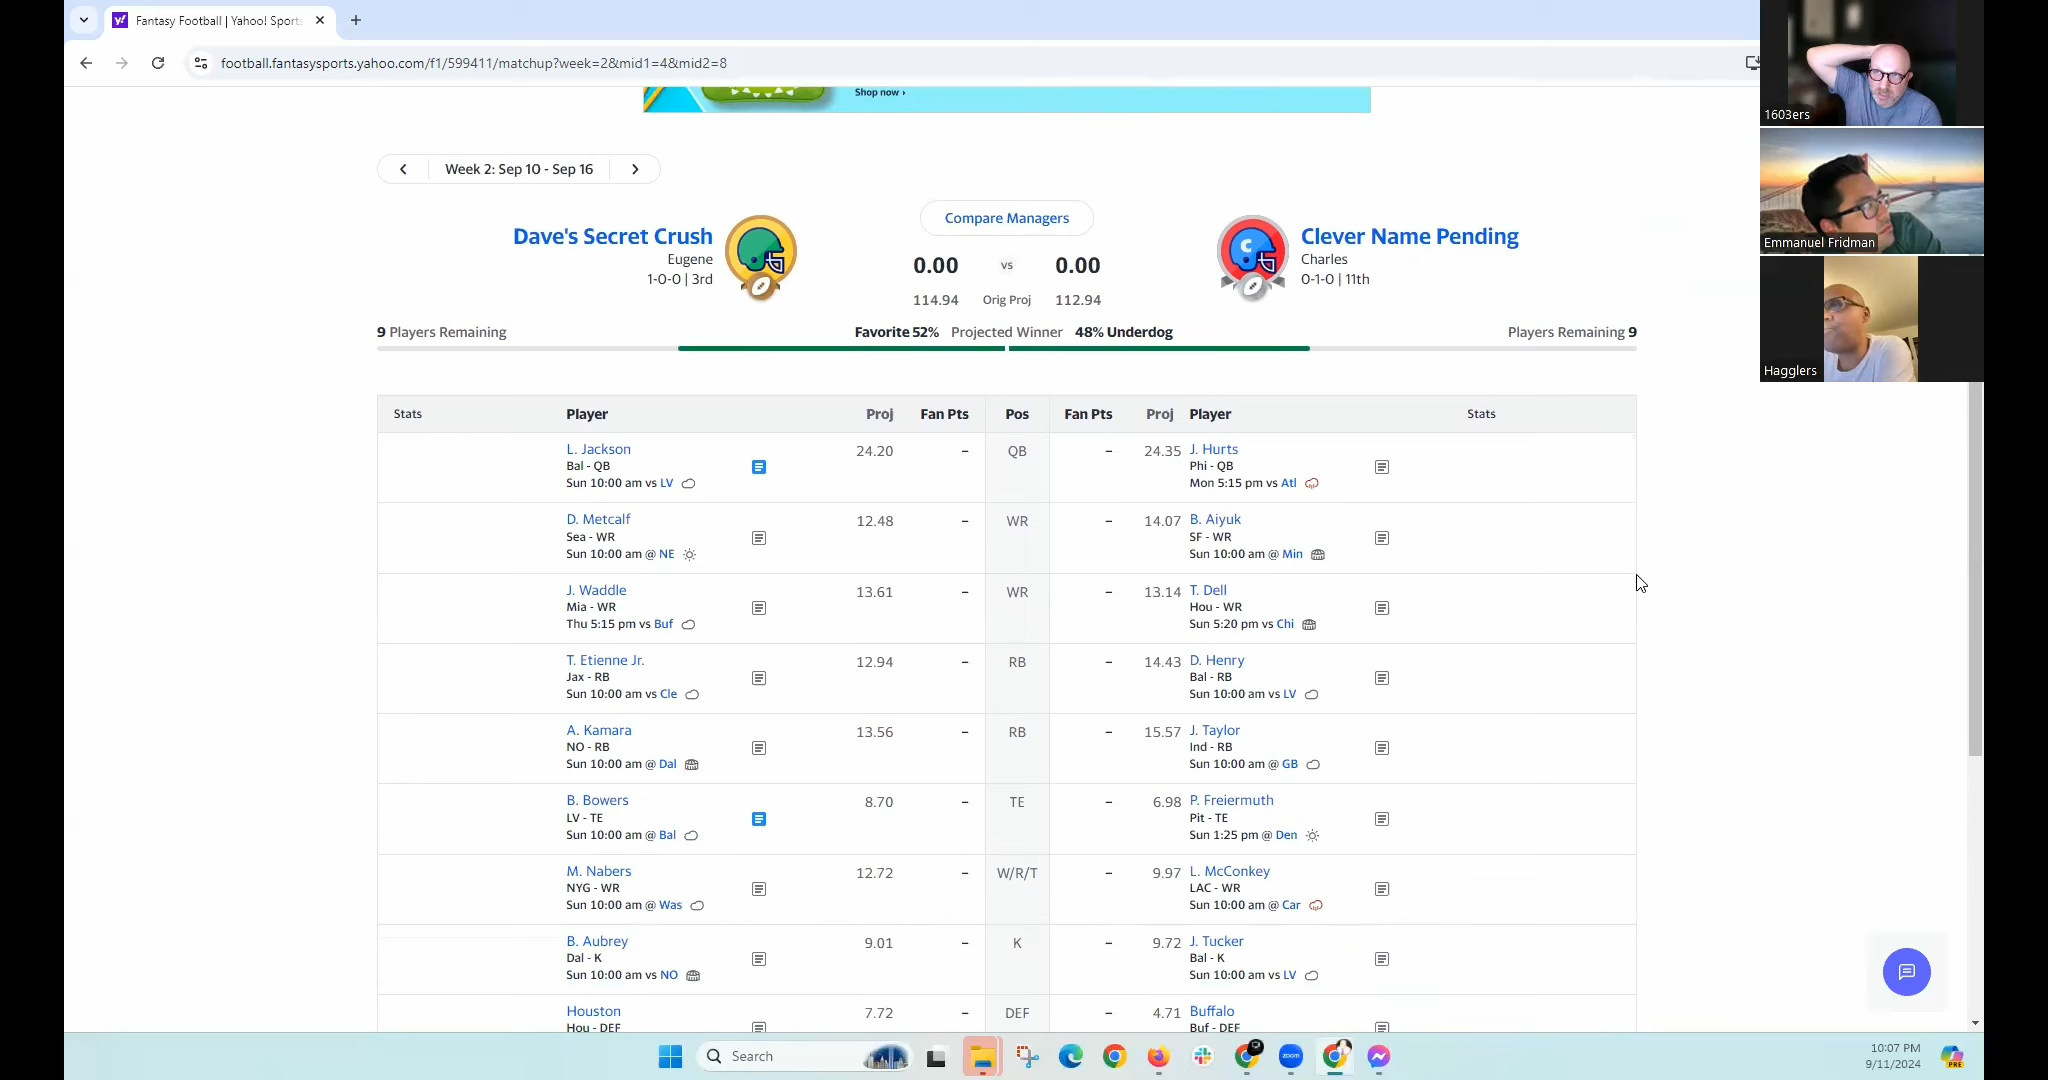 Fantasy Football | Yahoo! Sports
football.fantasysports.yahoo.com/f1/599411/matchup?week=2&mid1=4&mid2=8
Shop now ›
Week 2: Sep 10 - Sep 16
Compare Managers
Dave's Secret Crush
Eugene
1-0-0 | 3rd
0.00 vs 0.00
114.94 Orig Proj 112.94
Clever Name Pending
Charles
0-1-0 | 11th
9 Players Remaining
Favorite 52% Projected Winner 48% Underdog
Players Remaining 9
Stats Player Proj Fan Pts Pos Fan Pts Proj Player Stats
L. Jackson 24.20 – QB – 24.35 J. Hurts
Bal - QB Phi - QB
Sun 10:00 am vs LV Mon 5:15 pm vs Atl
D. Metcalf 12.48 – WR – 14.07 B. Aiyuk
Sea - WR SF - WR
Sun 10:00 am @ NE Sun 10:00 am @ Min
J. Waddle 13.61 – WR – 13.14 T. Dell
Mia - WR Hou - WR
Thu 5:15 pm vs Buf Sun 5:20 pm vs Chi
T. Etienne Jr. 12.94 – RB – 14.43 D. Henry
Jax - RB Bal - RB
Sun 10:00 am vs Cle Sun 10:00 am vs LV
A. Kamara 13.56 – RB – 15.57 J. Taylor
NO - RB Ind - RB
Sun 10:00 am @ Dal Sun 10:00 am @ GB
B. Bowers 8.70 – TE – 6.98 P. Freiermuth
LV - TE Pit - TE
Sun 10:00 am @ Bal Sun 1:25 pm @ Den
M. Nabers 12.72 – W/R/T – 9.97 L. McConkey
NYG - WR LAC - WR
Sun 10:00 am @ Was Sun 10:00 am @ Car
B. Aubrey 9.01 – K – 9.72 J. Tucker
Dal - K Bal - K
Sun 10:00 am vs NO Sun 10:00 am vs LV
Houston 7.72 – DEF – 4.71 Buffalo
Hou - DEF Buf - DEF
1603ers
Emmanuel Fridman
Hagglers
Search
zoom
10:07 PM
9/11/2024
PRE